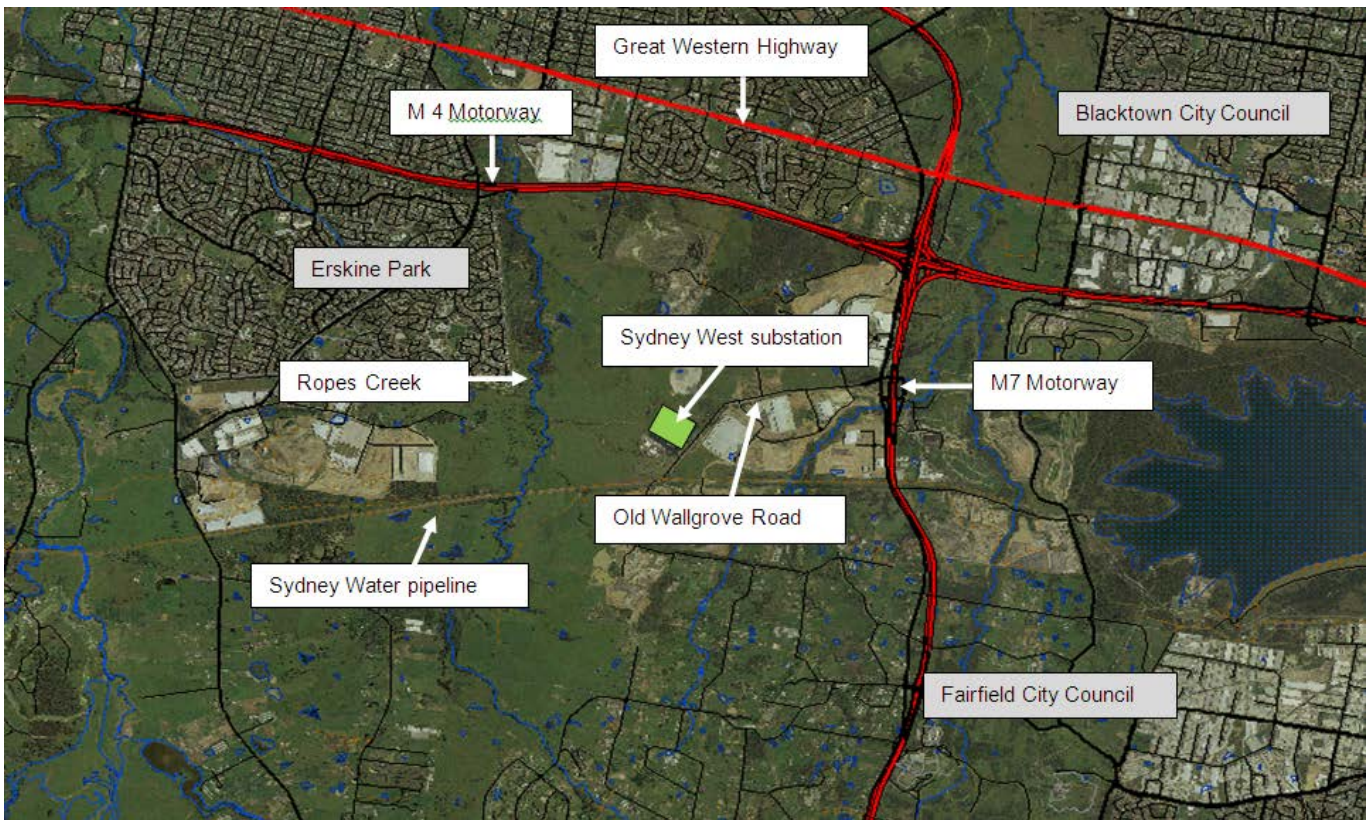 Great Western Highway
M 4 Motorway
Blacktown City Council
Erskine Park
Sydney West substation
Ropes Creek
M7 Motorway
Old Wallgrove Road
Sydney Water pipeline
Fairfield City Council